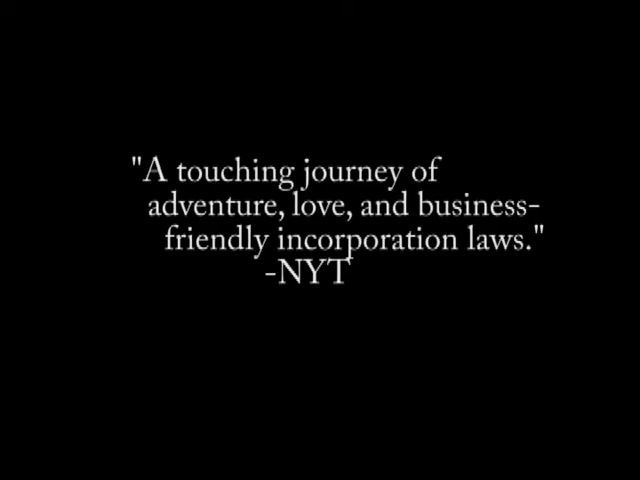 "A touching journey of
adventure, love, and business-
friendly incorporation laws."
-NYT